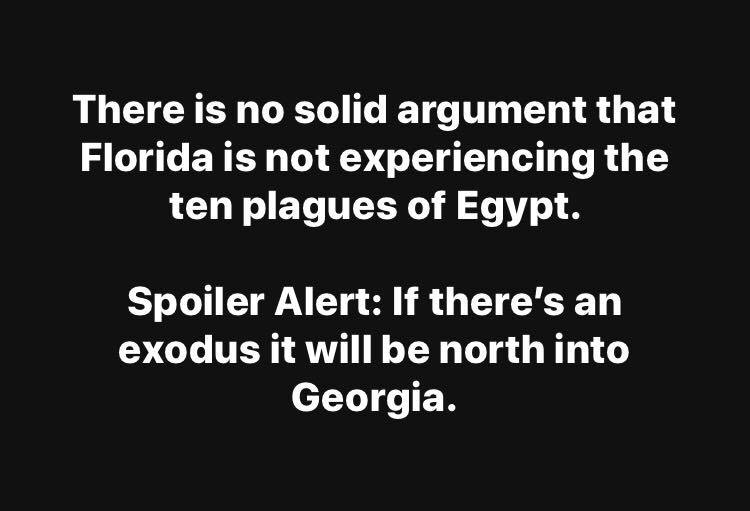 There is no solid argument that
Florida is not experiencing the
ten plagues of Egypt.
Spoiler Alert: If there’s an
exodus it will be north into
Georgia.